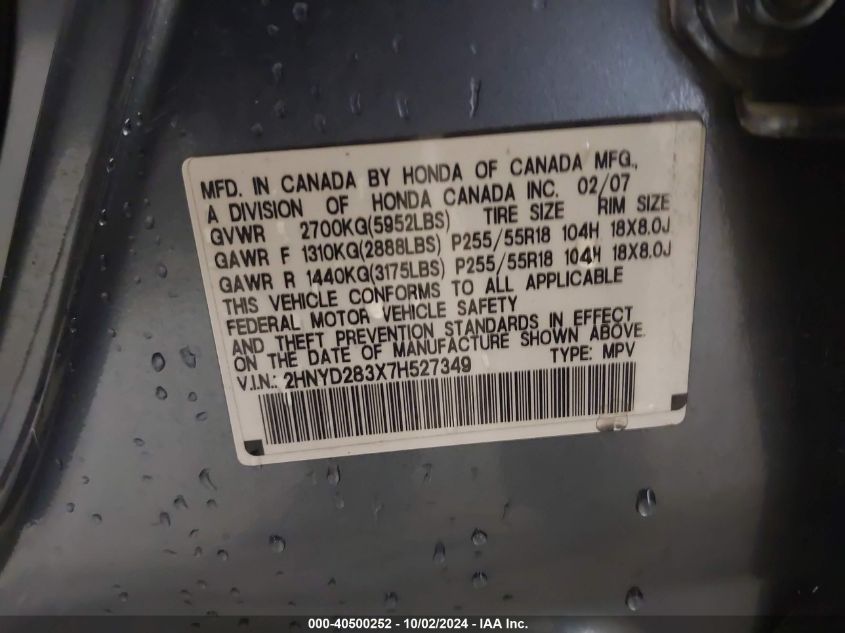 MFD. IN CANADA BY HONDA OF CANADA MFG.,
A DIVISION OF HONDA CANADA INC. 02/07
GVWR 2700KG(5952LBS) TIRE SIZE RIM SIZE
GAWR F 1310KG(2888LBS) P255/55R18 104H 18X8.0J
GAWR R 1440KG(3175LBS) P255/55R18 104H 18X8.0J
THIS VEHICLE CONFORMS TO ALL APPLICABLE
FEDERAL MOTOR VEHICLE SAFETY
AND THEFT PREVENTION STANDARDS IN EFFECT
ON THE DATE OF MANUFACTURE SHOWN ABOVE.
V.I.N.: 2HNYD283X7H527349 TYPE: MPV
000-40500252 - 10/02/2024 - IAA Inc.